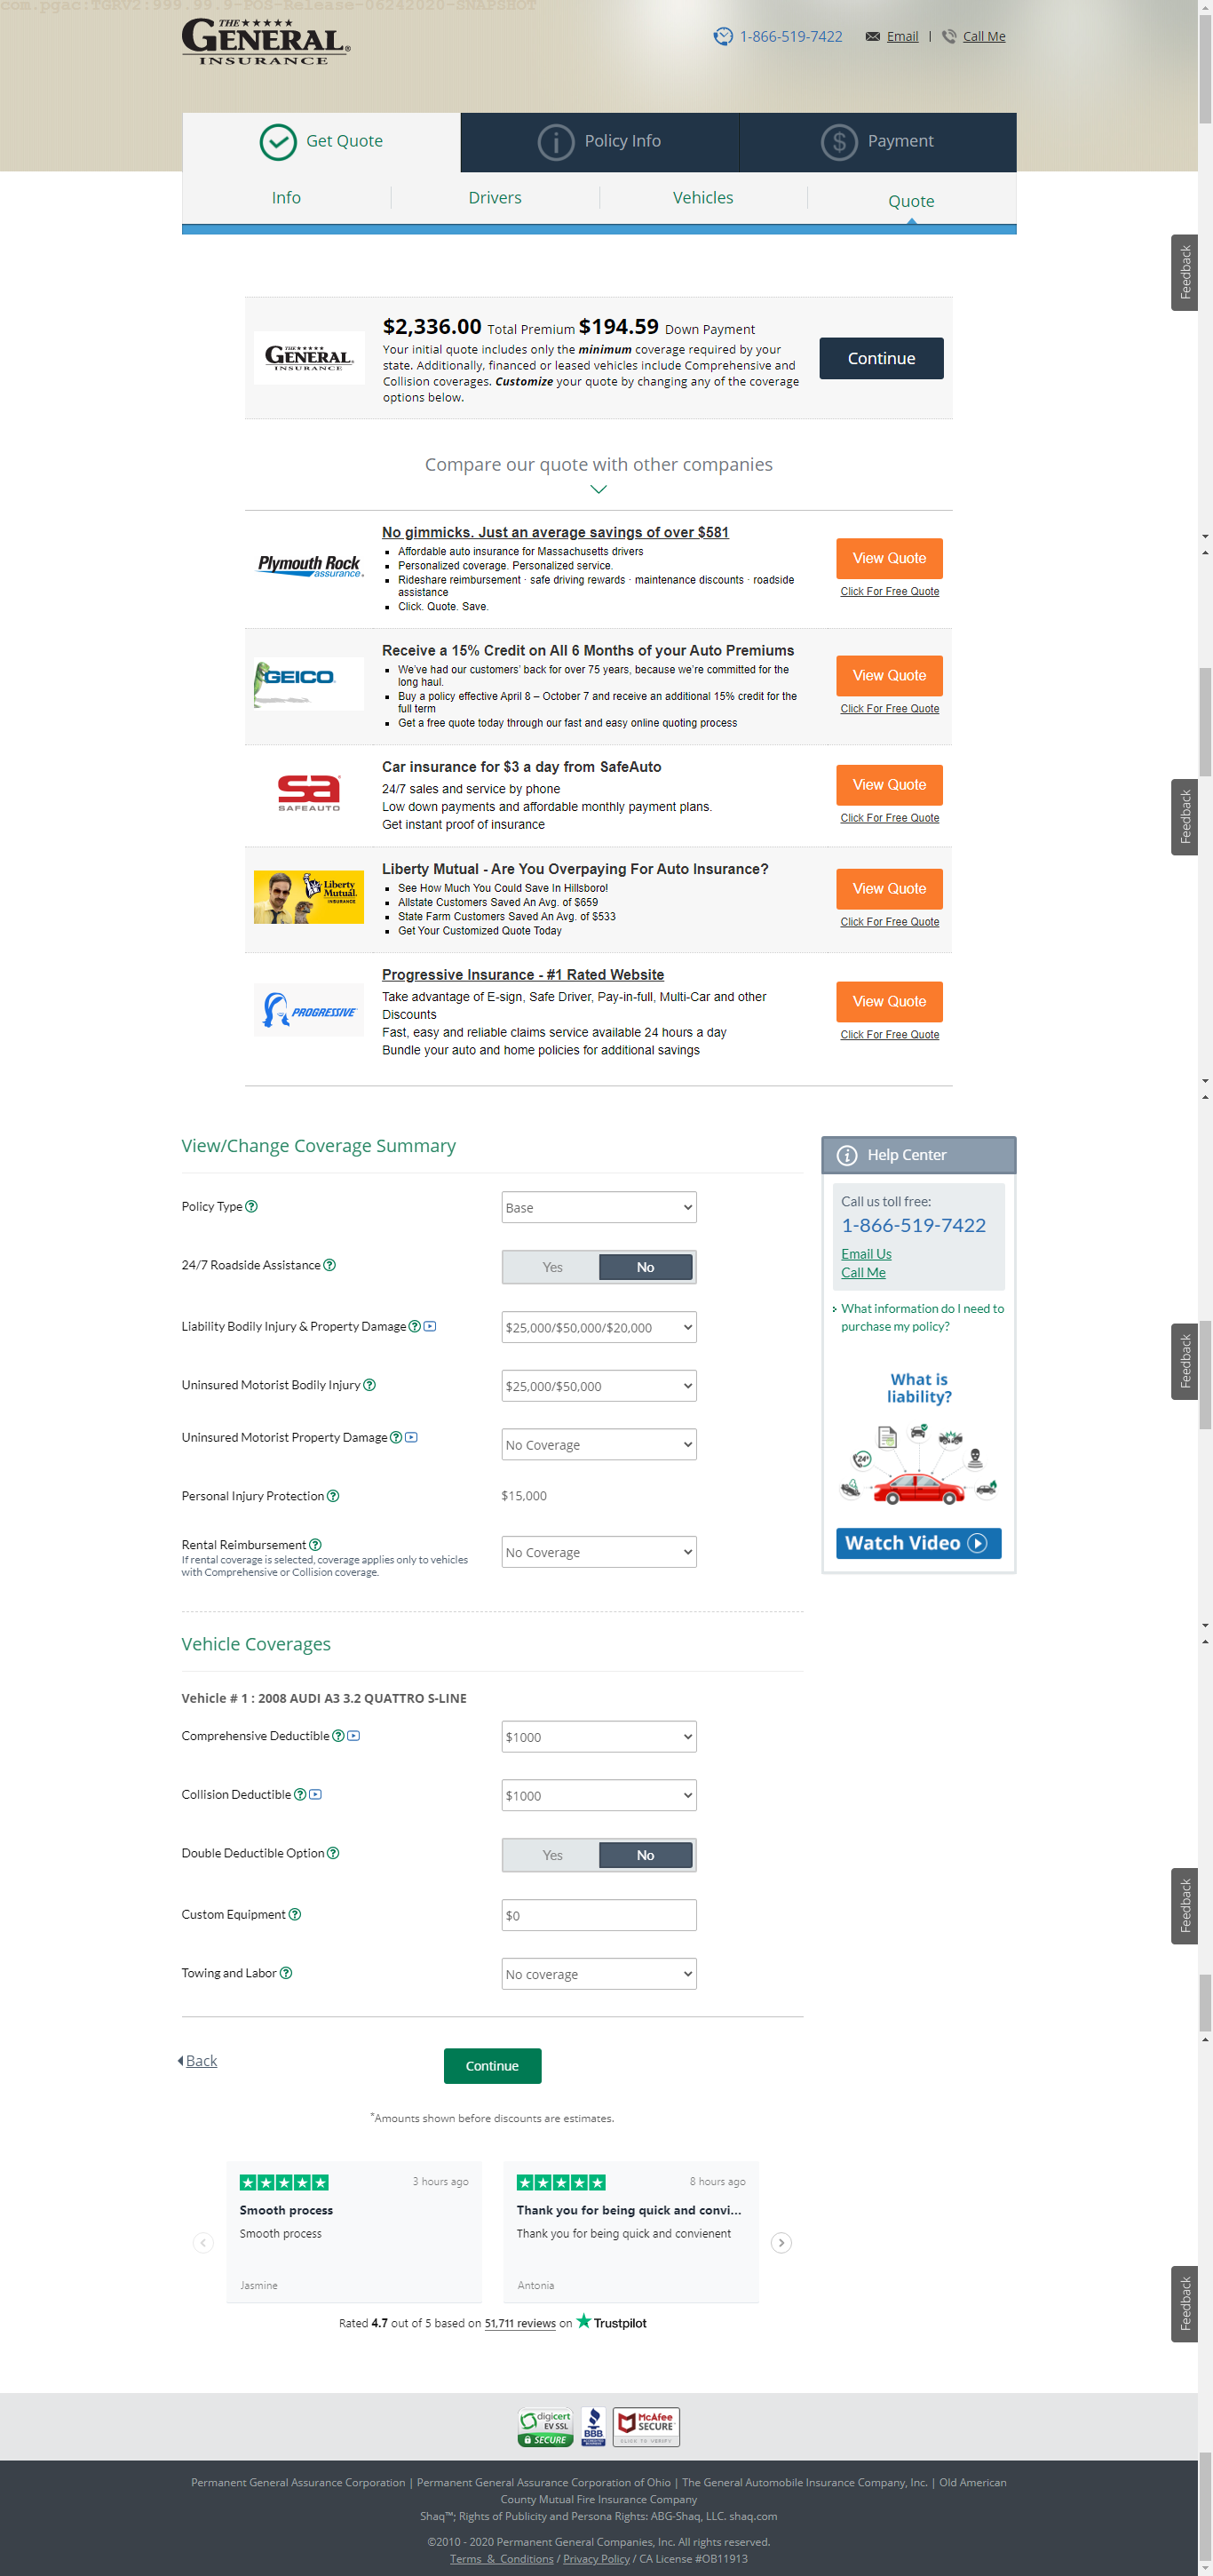 com.pgac:TGRV2:999.99.9-POS-Release-06242020-SNAPSHOT
THE
GENERAL®
INSURANCE
1-866-519-7422
Email | Call Me
Get Quote
Policy Info
Payment
Info
Drivers
Vehicles
Quote
Feedback
THE
GENERAL®
INSURANCE
$2,336.00 Total Premium $194.59 Down Payment
Your initial quote includes only the minimum coverage required by your
state. Additionally, financed or leased vehicles include Comprehensive and
Collision coverages. Customize your quote by changing any of the coverage
options below.
Continue
Compare our quote with other companies
Plymouth Rock
assurance®
No gimmicks. Just an average savings of over $581
▪ Affordable auto insurance for Massachusetts drivers
▪ Personalized coverage. Personalized service.
▪ Rideshare reimbursement · safe driving rewards · maintenance discounts · roadside
assistance
▪ Click. Quote. Save.
View Quote
Click For Free Quote
GEICO
Receive a 15% Credit on All 6 Months of your Auto Premiums
▪ We've had our customers' back for over 75 years, because we're committed for the
long haul.
▪ Buy a policy effective April 8 – October 7 and receive an additional 15% credit for the
full term
▪ Get a free quote today through our fast and easy online quoting process
View Quote
Click For Free Quote
sa
SAFEAUTO
Car insurance for $3 a day from SafeAuto
24/7 sales and service by phone
Low down payments and affordable monthly payment plans.
Get instant proof of insurance
View Quote
Click For Free Quote
Feedback
Liberty
Mutual.
INSURANCE
Liberty Mutual - Are You Overpaying For Auto Insurance?
▪ See How Much You Could Save In Hillsboro!
▪ Allstate Customers Saved An Avg. of $659
▪ State Farm Customers Saved An Avg. of $533
▪ Get Your Customized Quote Today
View Quote
Click For Free Quote
PROGRESSIVE
Progressive Insurance - #1 Rated Website
Take advantage of E-sign, Safe Driver, Pay-in-full, Multi-Car and other
Discounts
Fast, easy and reliable claims service available 24 hours a day
Bundle your auto and home policies for additional savings
View Quote
Click For Free Quote
View/Change Coverage Summary
Policy Type
Base
24/7 Roadside Assistance
Yes
No
Liability Bodily Injury & Property Damage
$25,000/$50,000/$20,000
Uninsured Motorist Bodily Injury
$25,000/$50,000
Uninsured Motorist Property Damage
No Coverage
Personal Injury Protection
$15,000
Rental Reimbursement
If rental coverage is selected, coverage applies only to vehicles
with Comprehensive or Collision coverage.
No Coverage
Help Center
Call us toll free:
1-866-519-7422
Email Us
Call Me
What information do I need to
purchase my policy?
What is
liability?
24H
Watch Video
Feedback
Vehicle Coverages
Vehicle # 1 : 2008 AUDI A3 3.2 QUATTRO S-LINE
Comprehensive Deductible
$1000
Collision Deductible
$1000
Double Deductible Option
Yes
No
Custom Equipment
$0
Towing and Labor
No coverage
Feedback
Back
Continue
*Amounts shown before discounts are estimates.
3 hours ago
Smooth process
Smooth process
Jasmine
8 hours ago
Thank you for being quick and convi...
Thank you for being quick and convienent
Antonia
Rated 4.7 out of 5 based on 51,711 reviews on Trustpilot
Feedback
digicert
EV SSL
SECURE
BBB
McAfee
SECURE
CLICK TO VERIFY
Permanent General Assurance Corporation | Permanent General Assurance Corporation of Ohio | The General Automobile Insurance Company, Inc. | Old American
County Mutual Fire Insurance Company
Shaq™; Rights of Publicity and Persona Rights: ABG-Shaq, LLC. shaq.com
©2010 - 2020 Permanent General Companies, Inc. All rights reserved.
Terms & Conditions / Privacy Policy / CA License #OB11913